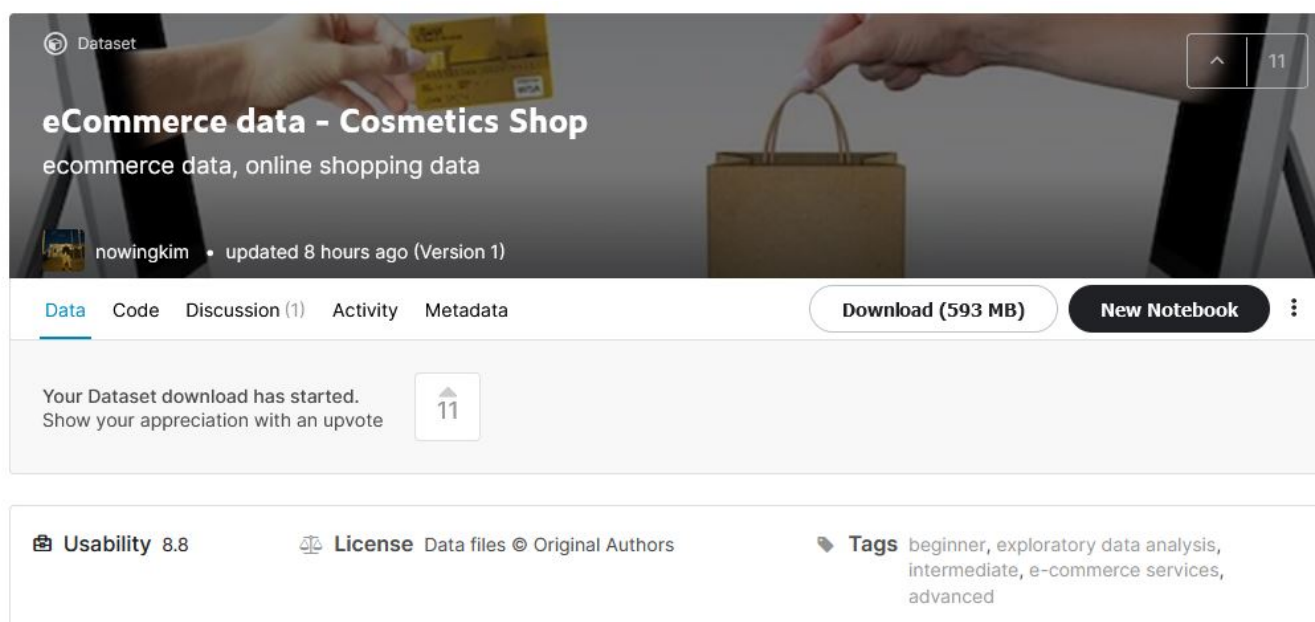 Dataset
11
eCommerce data - Cosmetics Shop
ecommerce data, online shopping data
nowingkim • updated 8 hours ago (Version 1)
Data Code Discussion (1) Activity Metadata Download (593 MB) New Notebook
Your Dataset download has started.
Show your appreciation with an upvote
11
Usability 8.8 License Data files © Original Authors Tags beginner, exploratory data analysis,
intermediate, e-commerce services,
advanced
VISA